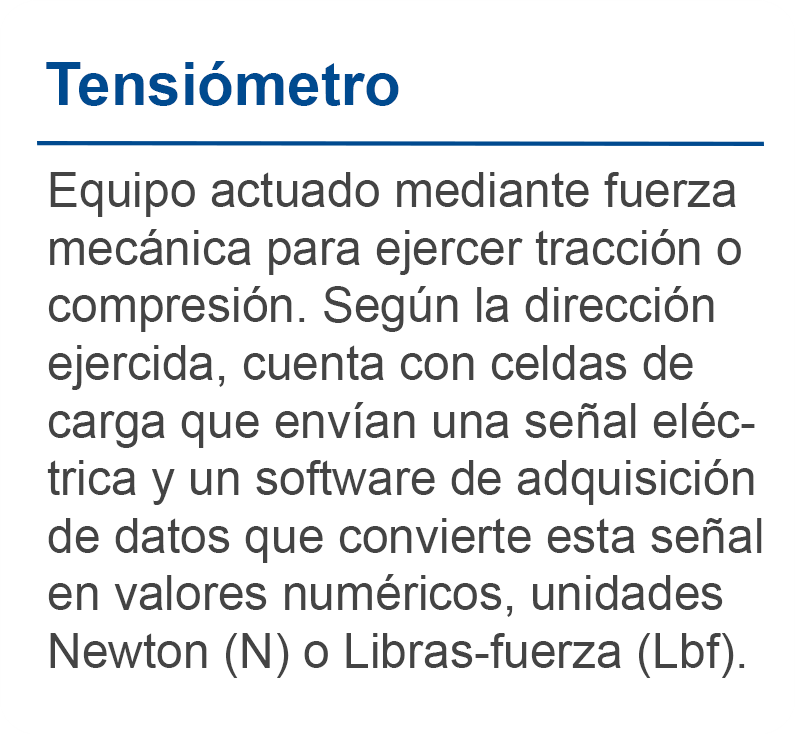 Tensiómetro
Equipo actuado mediante fuerza
mecánica para ejercer tracción o
compresión. Según la dirección
ejercida, cuenta con celdas de
carga que envían una señal eléc-
trica y un software de adquisición
de datos que convierte esta señal
en valores numéricos, unidades
Newton (N) o Libras-fuerza (Lbf).